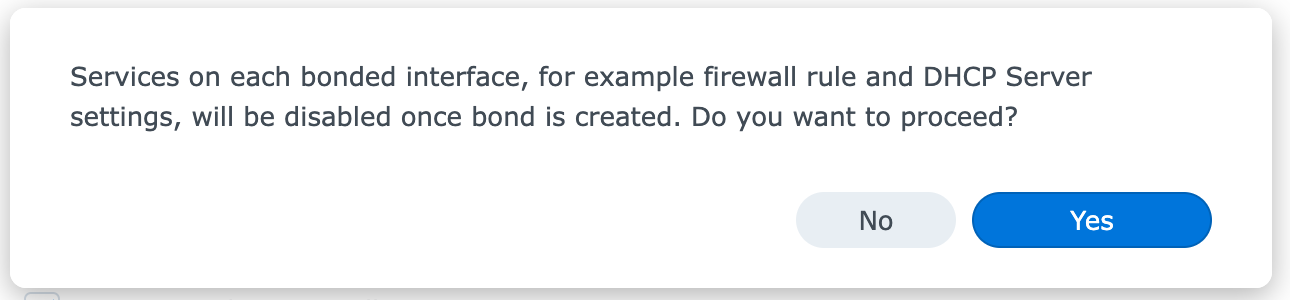 Services on each bonded interface, for example firewall rule and DHCP Server
settings, will be disabled once bond is created. Do you want to proceed?
No
Yes